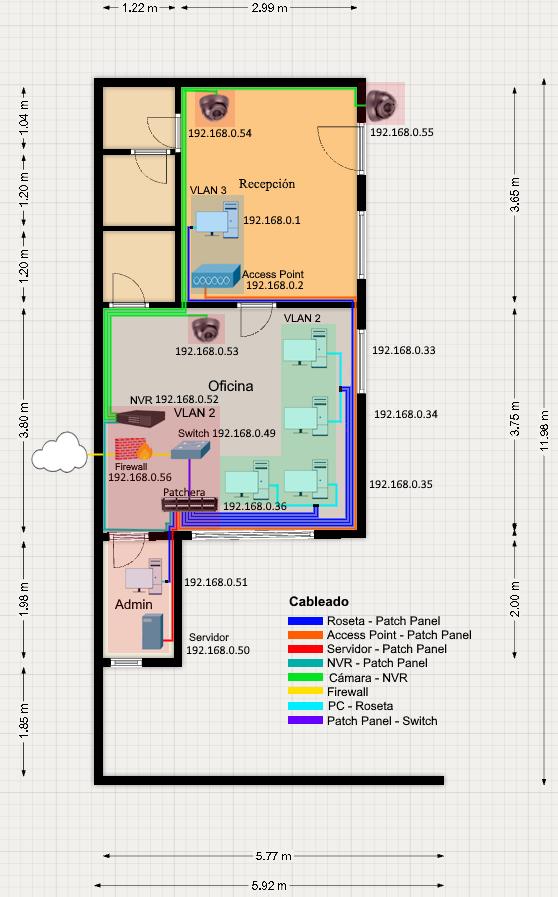 1.22 m
2.99 m
1.04 m
1.20 m
1.20 m
3.80 m
1.98 m
1.85 m
3.65 m
3.75 m
2.00 m
11.98 m
192.168.0.54
192.168.0.55
VLAN 3
Recepción
192.168.0.1
Access Point
192.168.0.2
VLAN 2
192.168.0.53
192.168.0.33
Oficina
NVR 192.168.0.52
VLAN 2
192.168.0.34
Switch 192.168.0.49
Firewall
192.168.0.56
192.168.0.35
Patchera
192.168.0.36
192.168.0.51
Admin
Servidor
192.168.0.50
Cableado
Roseta - Patch Panel
Access Point - Patch Panel
Servidor - Patch Panel
NVR - Patch Panel
Cámara - NVR
Firewall
PC - Roseta
Patch Panel - Switch
5.77 m
5.92 m